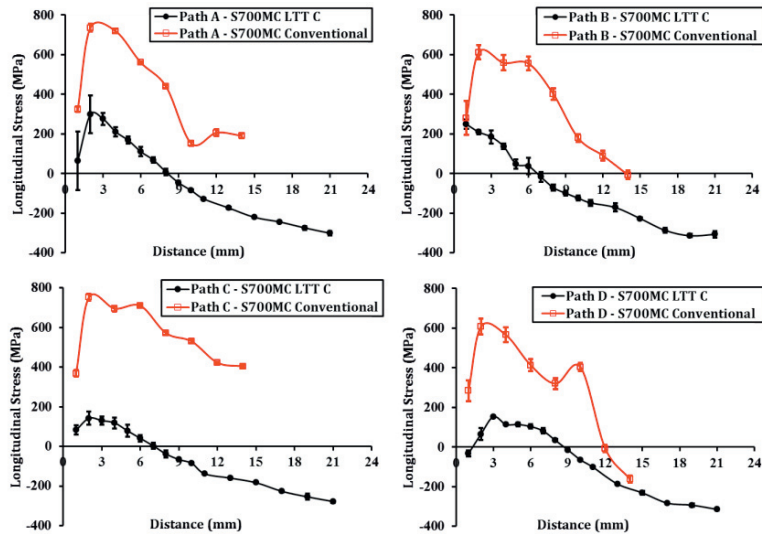 Path A - S700MC LTT C
Path A - S700MC Conventional
Longitudinal Stress (MPa)
800
600
400
200
0
-200
-400
0 3 6 9 12 15 18 21 24
Distance (mm)
Path B - S700MC LTT C
Path B - S700MC Conventional
Longitudinal Stress (MPa)
800
600
400
200
0
-200
-400
0 3 6 9 12 15 18 21 24
Distance (mm)
Path C - S700MC LTT C
Path C - S700MC Conventional
Longitudinal Stress (MPa)
800
600
400
200
0
-200
-400
0 3 6 9 12 15 18 21 24
Distance (mm)
Path D - S700MC LTT C
Path D - S700MC Conventional
Longitudinal Stress (MPa)
800
600
400
200
0
-200
-400
0 3 6 9 12 15 18 21 24
Distance (mm)